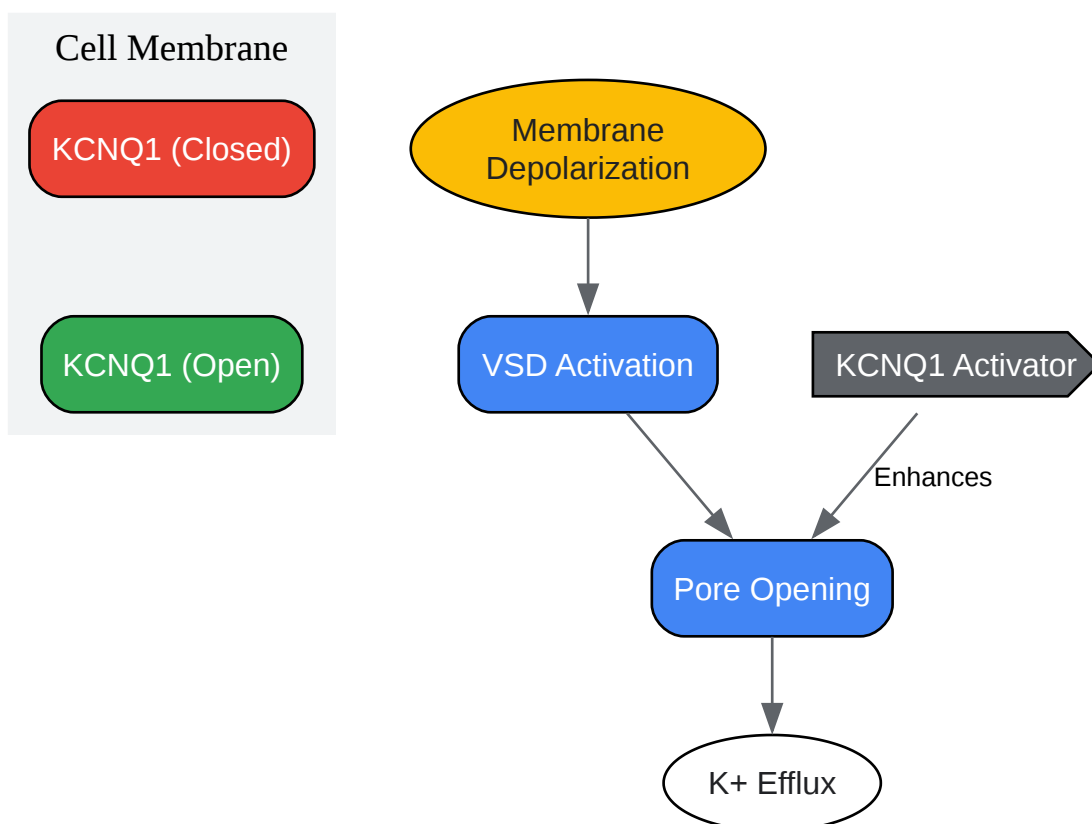 Cell Membrane
KCNQ1 (Closed)
Membrane
Depolarization
KCNQ1 (Open)
VSD Activation
KCNQ1 Activator
Enhances
Pore Opening
K+ Efflux